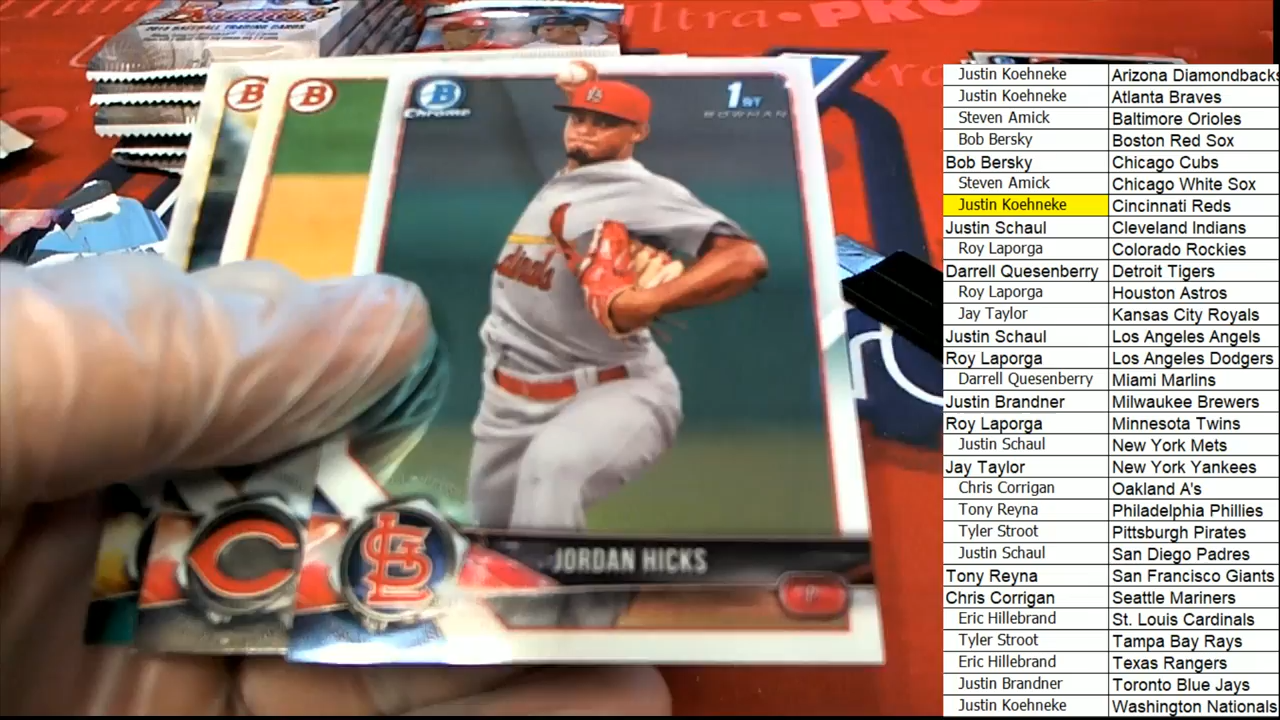 PRO
B
B
Chrome
1ST
BOWMAN
dinals
C
STL
JORDAN HICKS
P
Justin Koehneke Arizona Diamondbacks
Justin Koehneke Atlanta Braves
Steven Amick Baltimore Orioles
Bob Bersky Boston Red Sox
Bob Bersky Chicago Cubs
Steven Amick Chicago White Sox
Justin Koehneke Cincinnati Reds
Justin Schaul Cleveland Indians
Roy Laporga Colorado Rockies
Darrell Quesenberry Detroit Tigers
Roy Laporga Houston Astros
Jay Taylor Kansas City Royals
Justin Schaul Los Angeles Angels
Roy Laporga Los Angeles Dodgers
Darrell Quesenberry Miami Marlins
Justin Brandner Milwaukee Brewers
Roy Laporga Minnesota Twins
Justin Schaul New York Mets
Jay Taylor New York Yankees
Chris Corrigan Oakland A's
Tony Reyna Philadelphia Phillies
Tyler Stroot Pittsburgh Pirates
Justin Schaul San Diego Padres
Tony Reyna San Francisco Giants
Chris Corrigan Seattle Mariners
Eric Hillebrand St. Louis Cardinals
Tyler Stroot Tampa Bay Rays
Eric Hillebrand Texas Rangers
Justin Brandner Toronto Blue Jays
Justin Koehneke Washington Nationals